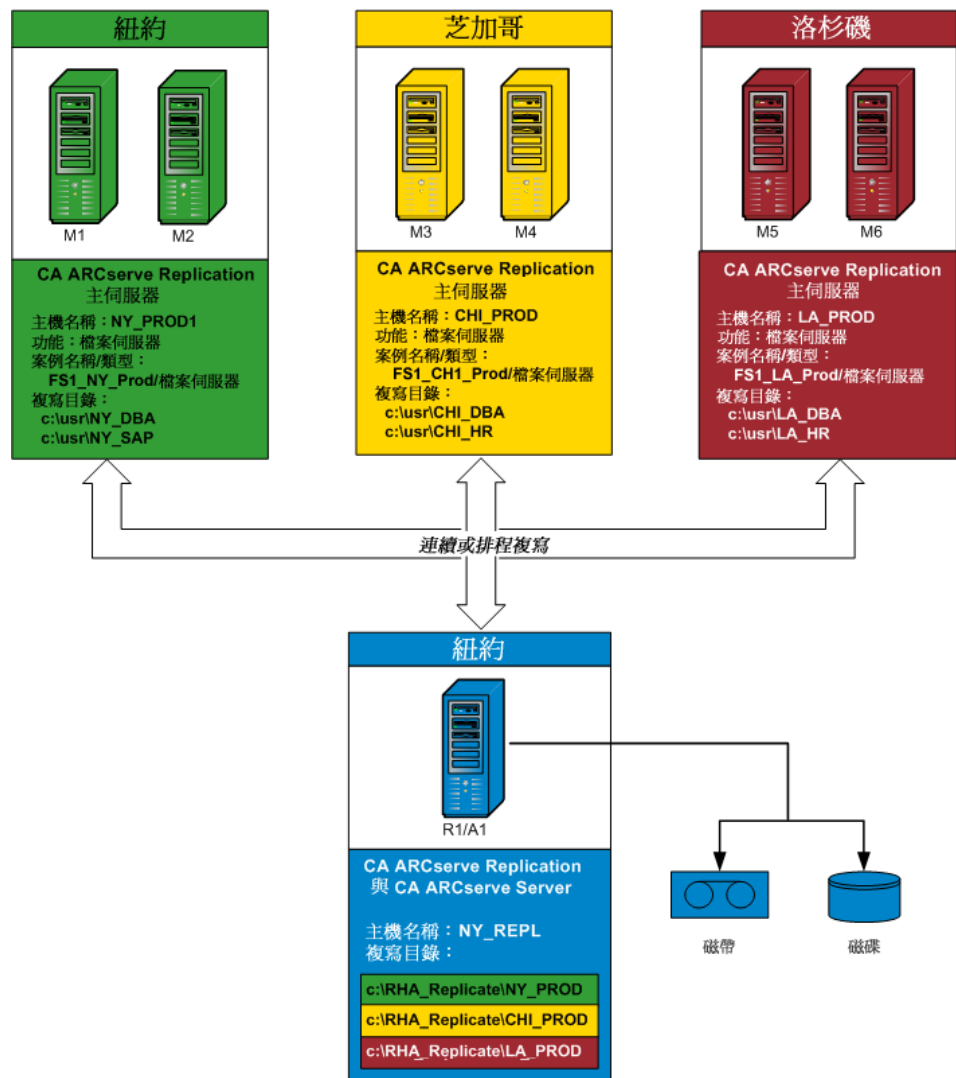 紐約
M1
M2
CA ARCserve Replication
主伺服器
主機名稱：NY_PROD1
功能：檔案伺服器
案例名稱/類型：
FS1_NY_Prod/檔案伺服器
複寫目錄：
c:\usr\NY_DBA
c:\usr\NY_SAP
芝加哥
M3
M4
CA ARCserve Replication
主伺服器
主機名稱：CHI_PROD
功能：檔案伺服器
案例名稱/類型：
FS1_CH1_Prod/檔案伺服器
複寫目錄：
c:\usr\CHI_DBA
c:\usr\CHI_HR
洛杉磯
M5
M6
CA ARCserve Replication
主伺服器
主機名稱：LA_PROD
功能：檔案伺服器
案例名稱/類型：
FS1_LA_Prod/檔案伺服器
複寫目錄：
c:\usr\LA_DBA
c:\usr\LA_HR
連續或排程複寫
紐約
R1/A1
CA ARCserve Replication
與 CA ARCserve Server
主機名稱：NY_REPL
複寫目錄：
c:\RHA_Replicate\NY_PROD
c:\RHA_Replicate\CHI_PROD
c:\RHA_Replicate\LA_PROD
磁帶
磁碟